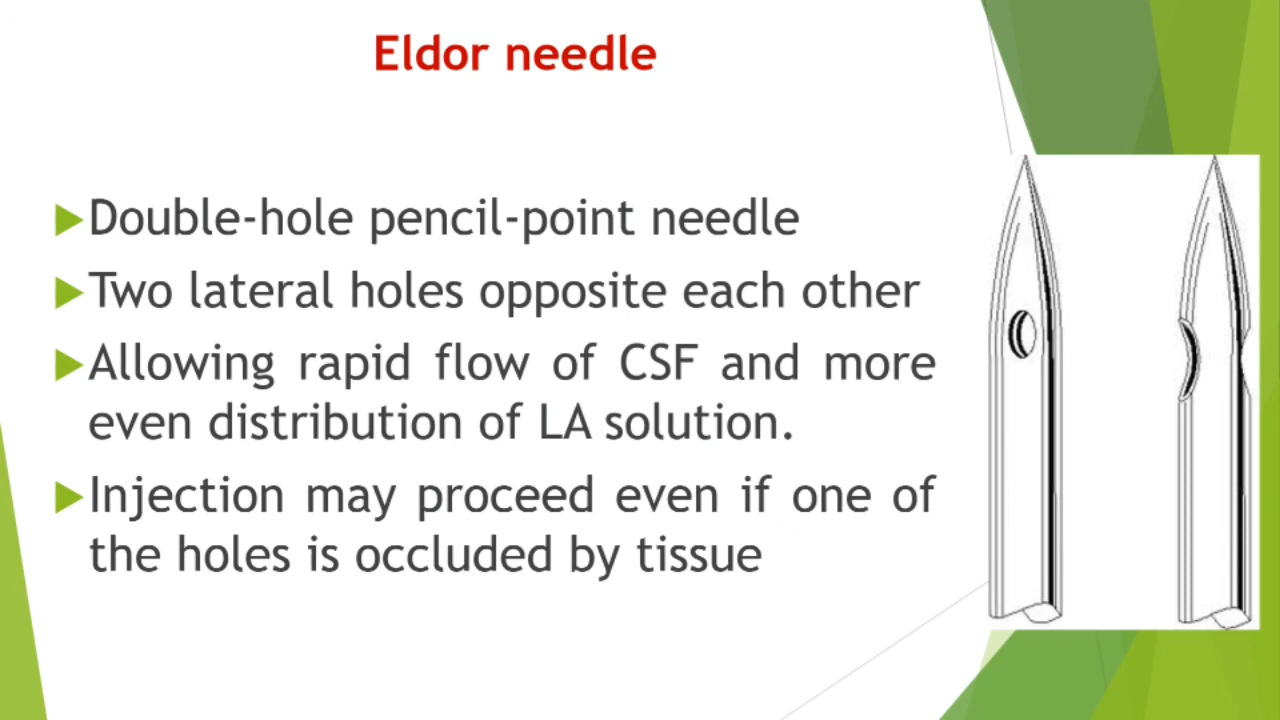 Eldor needle
Double-hole pencil-point needle
Two lateral holes opposite each other
Allowing rapid flow of CSF and more
even distribution of LA solution.
Injection may proceed even if one of
the holes is occluded by tissue